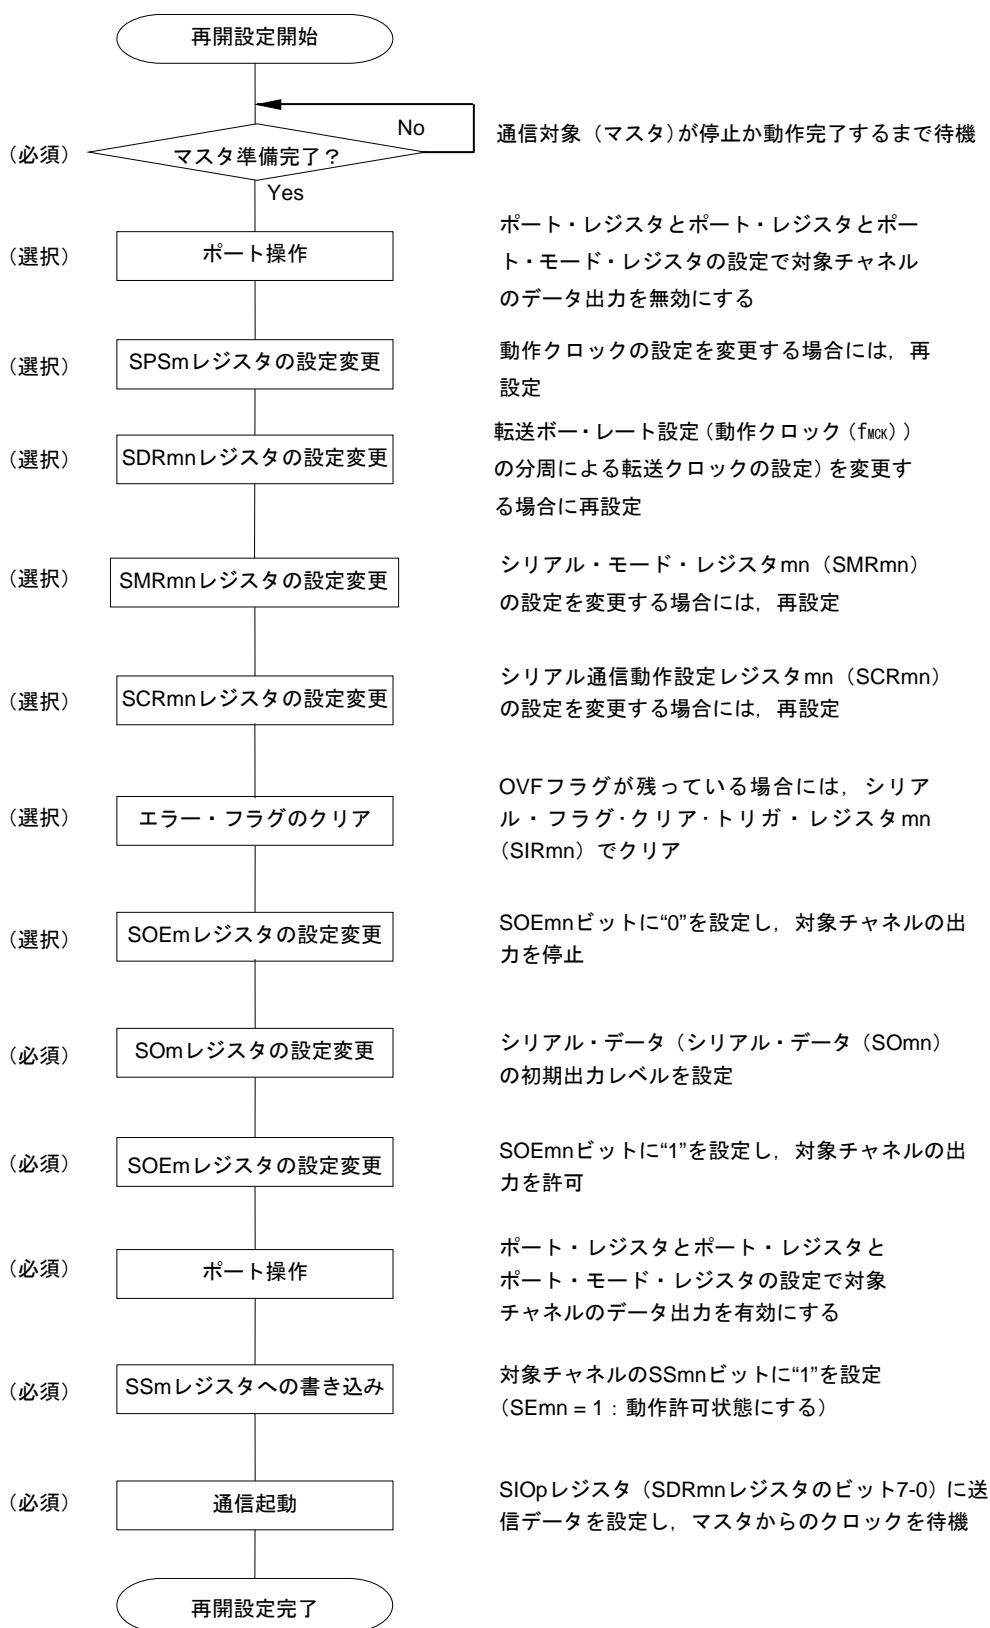 再開設定開始
No
通信対象（マスタ）が停止か動作完了するまで待機
（必須）
マスタ準備完了？
Yes
（選択）
ポート操作
ポート・レジスタとポート・レジスタとポー
ト・モード・レジスタの設定で対象チャネル
のデータ出力を無効にする
（選択）
SPSmレジスタの設定変更
動作クロックの設定を変更する場合には，再
設定
（選択）
SDRmnレジスタの設定変更
転送ボー・レート設定（動作クロック（fMCK））
の分周による転送クロックの設定）を変更す
る場合に再設定
（選択）
SMRmnレジスタの設定変更
シリアル・モード・レジスタmn（SMRmn）
の設定を変更する場合には，再設定
（選択）
SCRmnレジスタの設定変更
シリアル通信動作設定レジスタmn（SCRmn）
の設定を変更する場合には，再設定
（選択）
エラー・フラグのクリア
OVFフラグが残っている場合には，シリア
ル・フラグ・クリア・トリガ・レジスタmn
（SIRmn）でクリア
（選択）
SOEmレジスタの設定変更
SOEmnビットに“0”を設定し，対象チャネルの出
力を停止
（必須）
SOmレジスタの設定変更
シリアル・データ（シリアル・データ（SOmn）
の初期出力レベルを設定
（必須）
SOEmレジスタの設定変更
SOEmnビットに“1”を設定し，対象チャネルの出
力を許可
（必須）
ポート操作
ポート・レジスタとポート・レジスタと
ポート・モード・レジスタの設定で対象
チャネルのデータ出力を有効にする
（必須）
SSmレジスタへの書き込み
対象チャネルのSSmnビットに“1”を設定
（SEmn = 1：動作許可状態にする）
（必須）
通信起動
SIOpレジスタ（SDRmnレジスタのビット7-0）に送
信データを設定し，マスタからのクロックを待機
再開設定完了